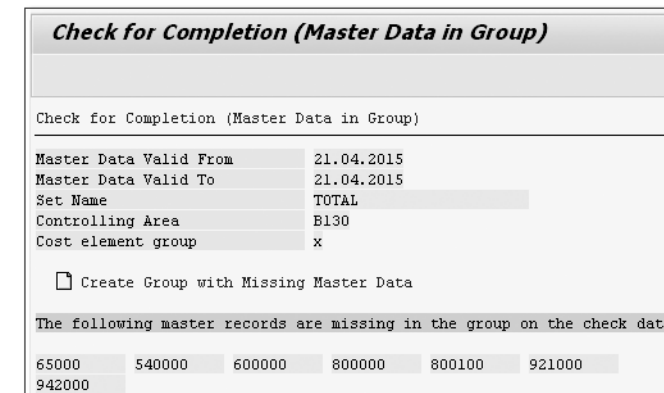 Check for Completion (Master Data in Group)
Check for Completion (Master Data in Group)
Master Data Valid From 21.04.2015
Master Data Valid To 21.04.2015
Set Name TOTAL
Controlling Area B130
Cost element group x
Create Group with Missing Master Data
The following master records are missing in the group on the check dat
65000 540000 600000 800000 800100 921000
942000